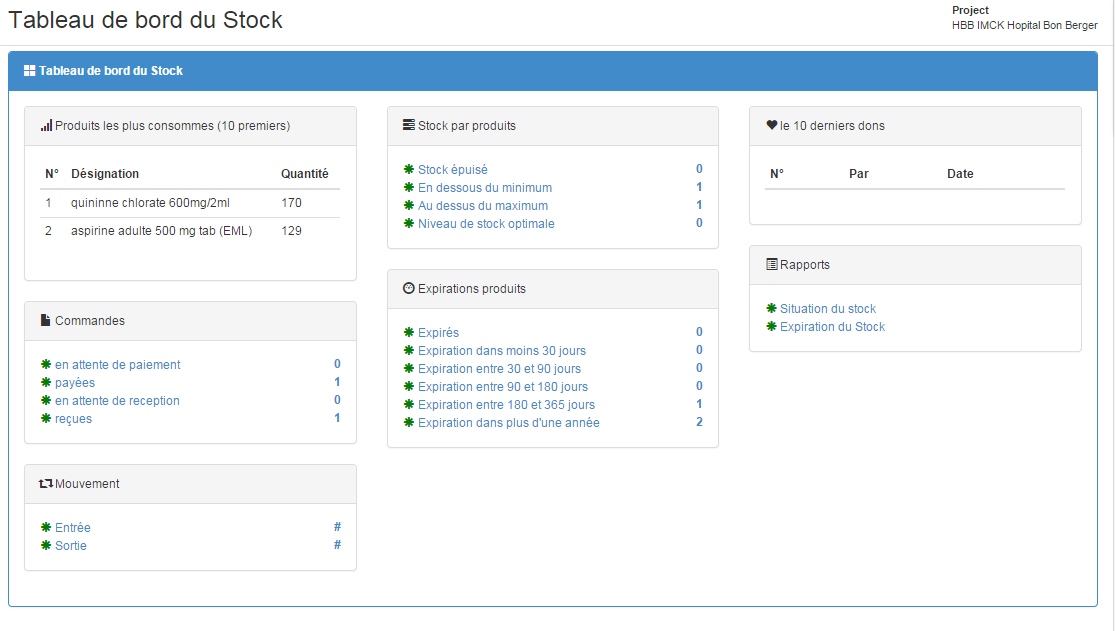 Tableau de bord du Stock
Project
HBB IMCK Hopital Bon Berger
Tableau de bord du Stock
Produits les plus consommes (10 premiers)
N° Désignation Quantité
1 quininne chlorate 600mg/2ml 170
2 aspirine adulte 500 mg tab (EML) 129
Commandes
en attente de paiement 0
payées 1
en attente de reception 0
reçues 1
Mouvement
Entrée #
Sortie #
Stock par produits
Stock épuisé 0
En dessous du minimum 1
Au dessus du maximum 1
Niveau de stock optimale 0
Expirations produits
Expirés 0
Expiration dans moins 30 jours 0
Expiration entre 30 et 90 jours 0
Expiration entre 90 et 180 jours 0
Expiration entre 180 et 365 jours 1
Expiration dans plus d'une année 2
le 10 derniers dons
N° Par Date
Rapports
Situation du stock
Expiration du Stock